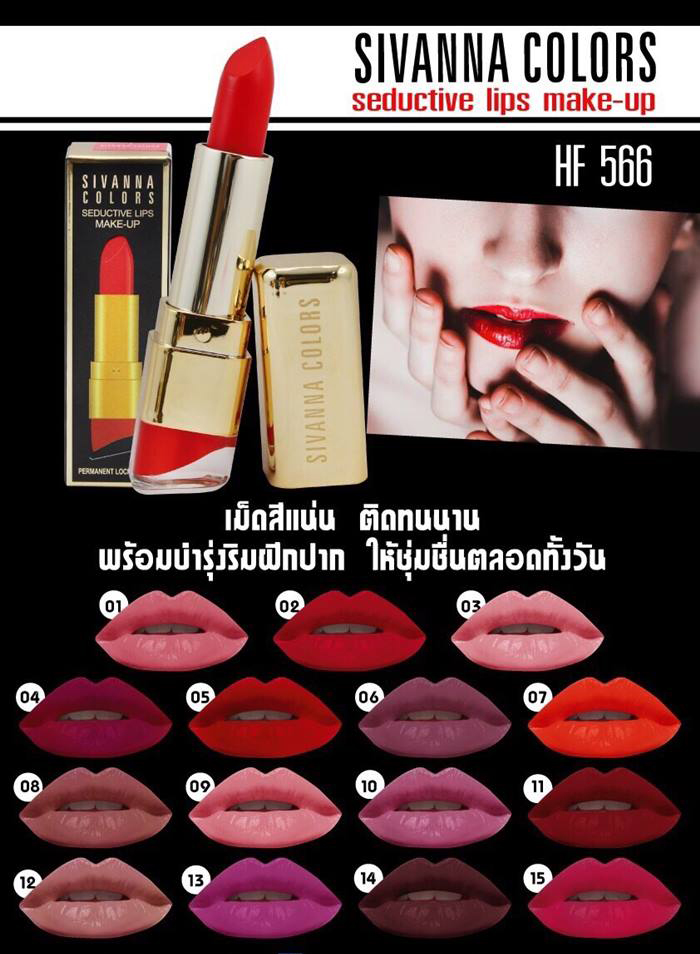 SIVANNA COLORS
seductive lips make-up
HF 566
SIVANNA
COLORS
SEDUCTIVE LIPS
MAKE-UP
SIVANNA COLORS
เม็ดสีแน่น ติดทนนาน
พร้อมบำรุงริมฝีปาก ให้ชุ่มชื่นตลอดทั้งวัน
01 02 03
04 05 06 07
08 09 10 11
12 13 14 15